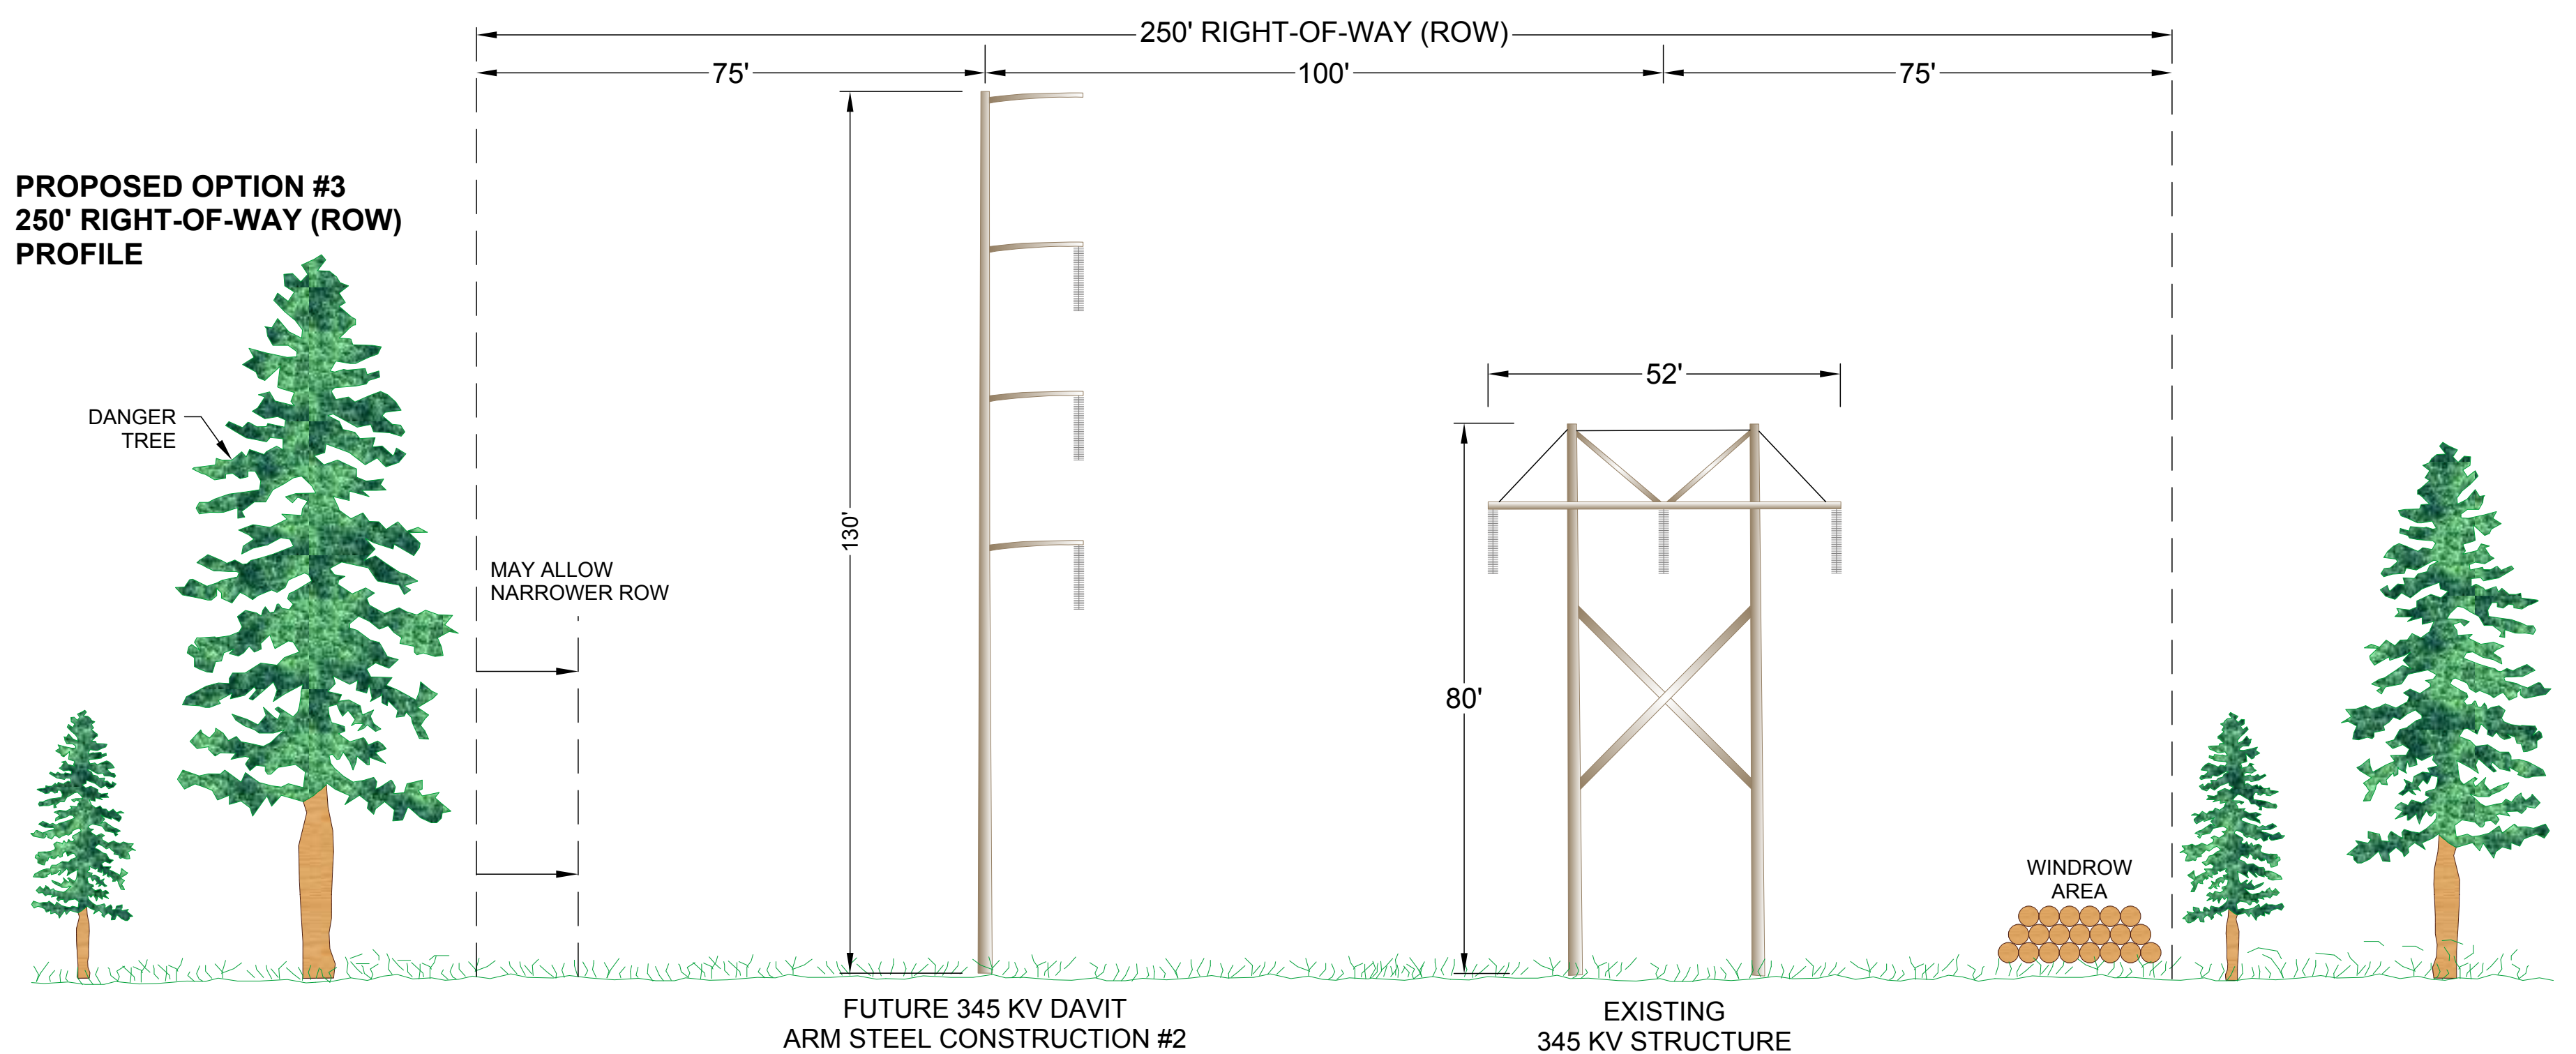 250' RIGHT-OF-WAY (ROW)
75'
100'
75'
PROPOSED OPTION #3
250' RIGHT-OF-WAY (ROW)
PROFILE
52'
DANGER
TREE
130'
MAY ALLOW
NARROWER ROW
80'
WINDROW
AREA
FUTURE 345 KV DAVIT
ARM STEEL CONSTRUCTION #2
EXISTING
345 KV STRUCTURE